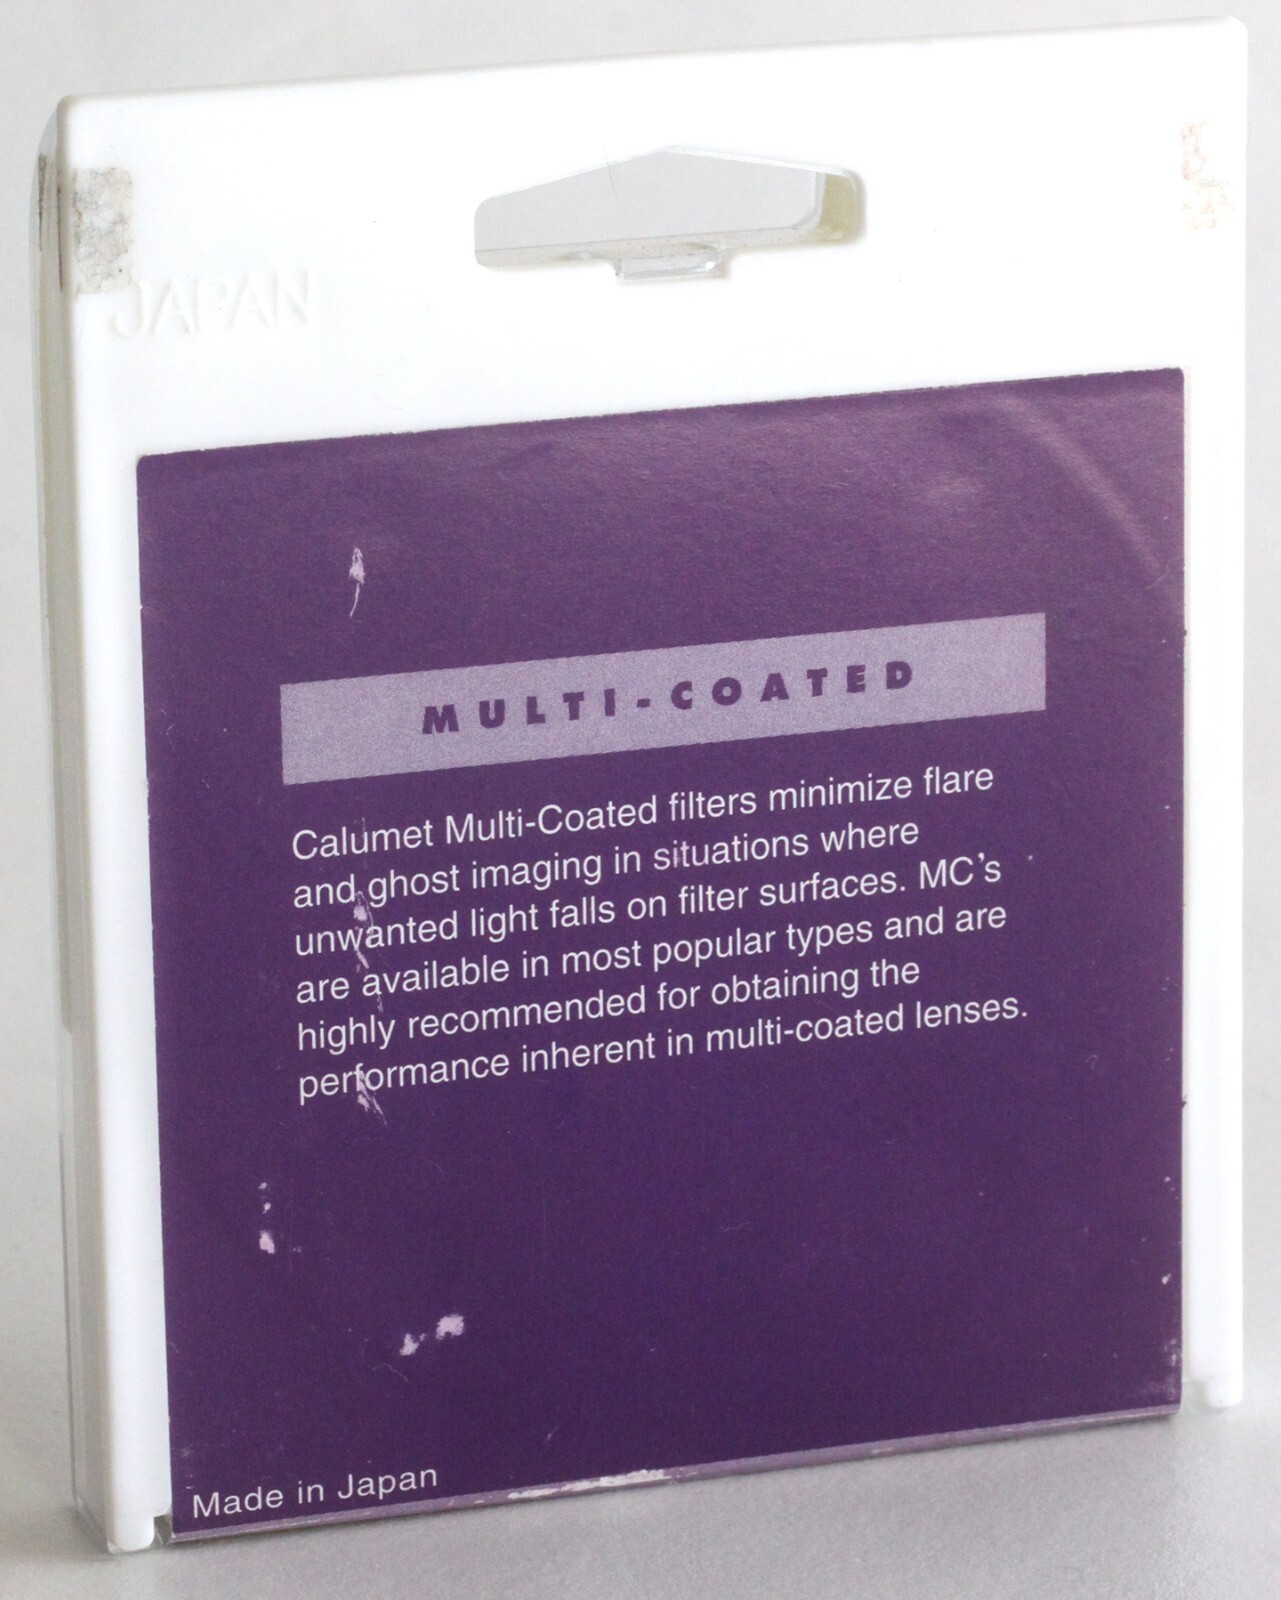 JAPAN
MULTI-COATED
Calumet Multi-Coated filters minimize flare
and ghost imaging in situations where
unwanted light falls on filter surfaces. MC's
are available in most popular types and are
highly recommended for obtaining the
performance inherent in multi-coated lenses.
Made in Japan